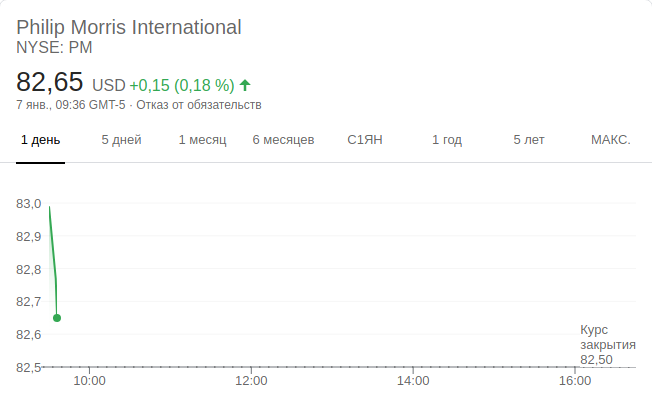 Philip Morris International
NYSE: PM
82,65 USD +0,15 (0,18 %)
7 янв., 09:36 GMT-5 · Отказ от обязательств
1 день 5 дней 1 месяц 6 месяцев С1ЯН 1 год 5 лет МАКС.
83,0
82,9
82,8
82,7
82,6
82,5
Курс
закрытия
82,50
10:00 12:00 14:00 16:00